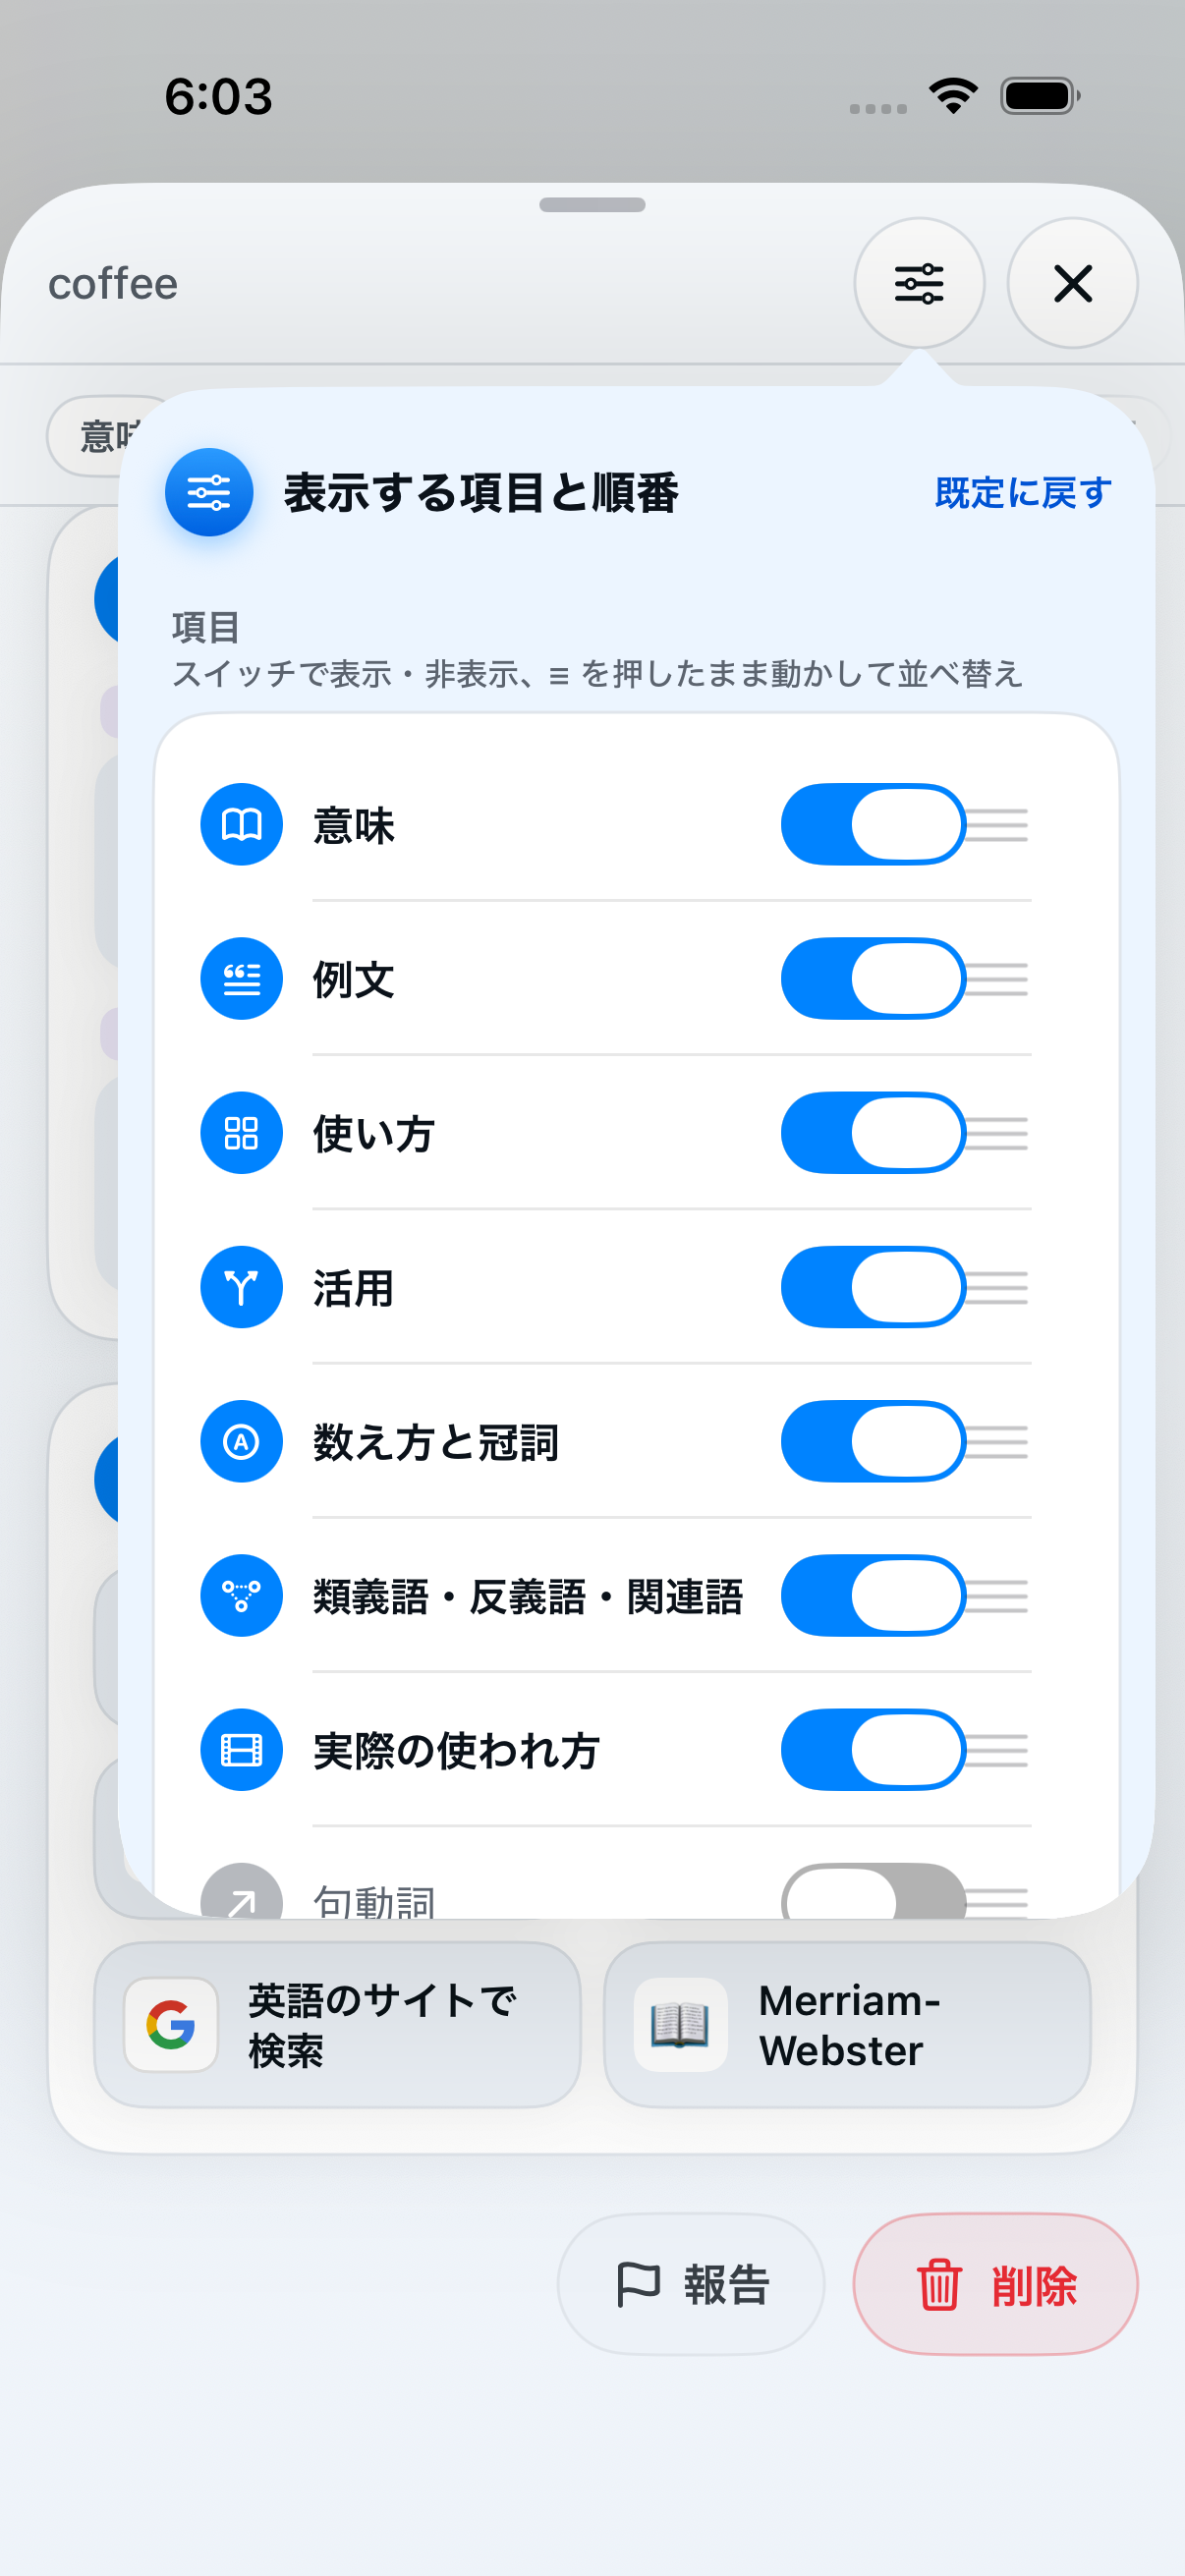 6:03
coffee
意味
表示する項目と順番
既定に戻す
項目
スイッチで表示・非表示、≡ を押したまま動かして並べ替え
意味
例文
使い方
活用
A
数え方と冠詞
類義語・反義語・関連語
実際の使われ方
句動詞
英語のサイトで
検索
Merriam-
Webster
報告
削除